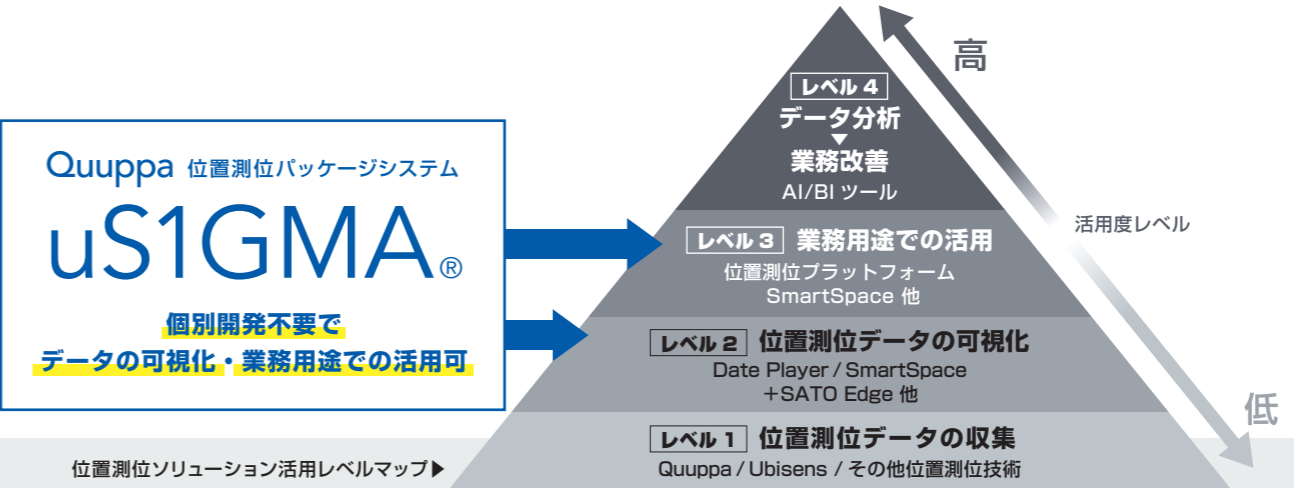 Quuppa 位置測位パッケージシステム
uS1GMA®
個別開発不要で
データの可視化・業務用途での活用可
レベル 4
データ分析
▼
業務改善
AI/BI ツール
レベル 3 業務用途での活用
位置測位プラットフォーム
SmartSpace 他
レベル 2 位置測位データの可視化
Date Player / SmartSpace
+SATO Edge 他
レベル 1 位置測位データの収集
Quuppa / Ubisens / その他位置測位技術
高
活用度レベル
低
位置測位ソリューション活用レベルマップ▶